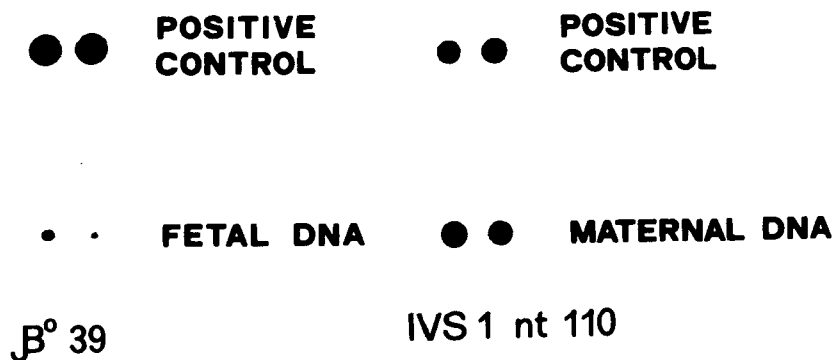 POSITIVE
CONTROL
POSITIVE
CONTROL
FETAL DNA
MATERNAL DNA
β° 39
IVS 1 nt 110